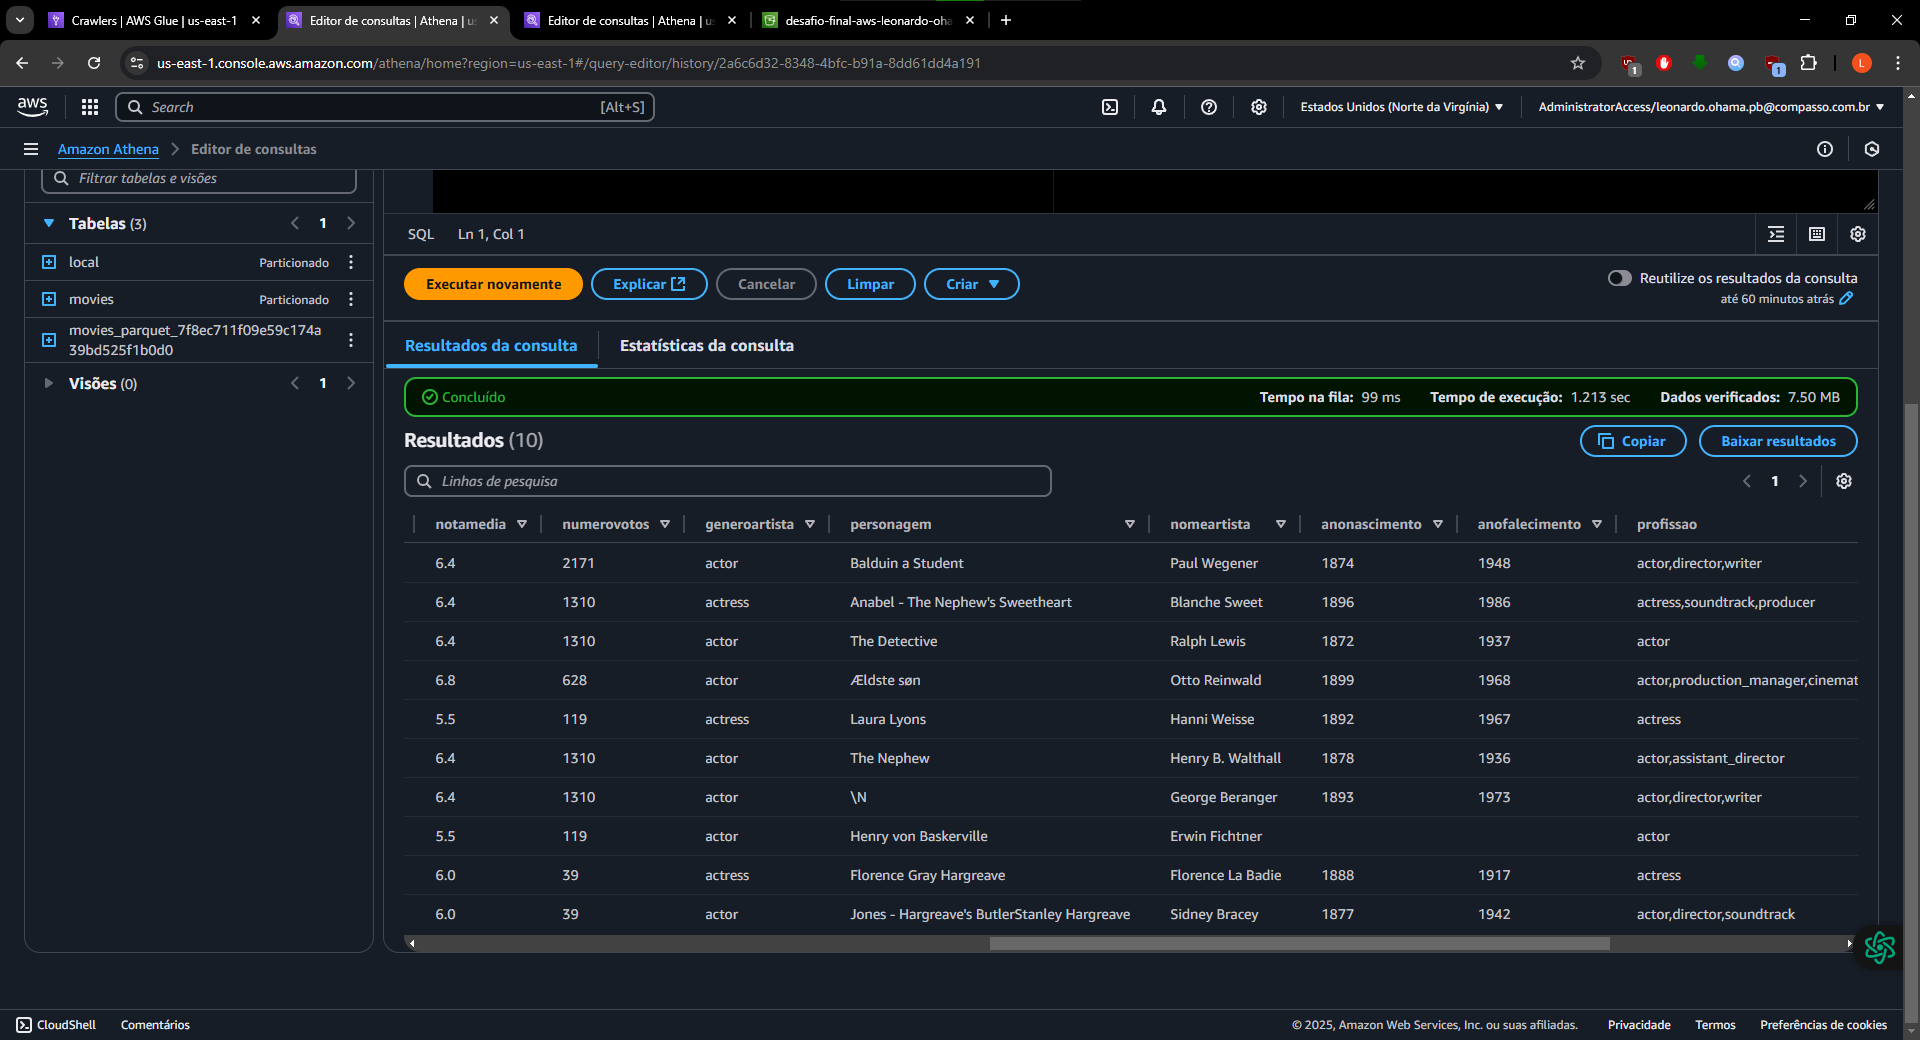 Crawlers | AWS Glue | us-east-1
Editor de consultas | Athena | us
Editor de consultas | Athena | us
desafio-final-aws-leonardo-oha
us-east-1.console.aws.amazon.com/athena/home?region=us-east-1#/query-editor/history/2a6c6d32-8348-4bfc-b91a-8dd61dd4a191
1
1
L
aws
Search
[Alt+S]
Estados Unidos (Norte da Virgínia)
AdministratorAccess/leonardo.ohama.pb@compasso.com.br
Amazon Athena
Editor de consultas
Filtrar tabelas e visões
Tabelas (3)
1
local
Particionado
movies
Particionado
movies_parquet_7f8ec711f09e59c174a
39bd525f1b0d0
Visões (0)
1
SQL
Ln 1, Col 1
Executar novamente
Explicar
Cancelar
Limpar
Criar
Reutilize os resultados da consulta
até 60 minutos atrás
Resultados da consulta
Estatísticas da consulta
Concluído
Tempo na fila: 99 ms
Tempo de execução: 1.213 sec
Dados verificados: 7.50 MB
Resultados (10)
Copiar
Baixar resultados
Linhas de pesquisa
1
notamedia numerovotos generoartista personagem nomeartista anonascimento anofalecimento profissao
6.4 2171 actor Balduin a Student Paul Wegener 1874 1948 actor,director,writer
6.4 1310 actress Anabel - The Nephew's Sweetheart Blanche Sweet 1896 1986 actress,soundtrack,producer
6.4 1310 actor The Detective Ralph Lewis 1872 1937 actor
6.8 628 actor Ældste søn Otto Reinwald 1899 1968 actor,production_manager,cinemat
5.5 119 actress Laura Lyons Hanni Weisse 1892 1967 actress
6.4 1310 actor The Nephew Henry B. Walthall 1878 1936 actor,assistant_director
6.4 1310 actor \N George Beranger 1893 1973 actor,director,writer
5.5 119 actor Henry von Baskerville Erwin Fichtner actor
6.0 39 actress Florence Gray Hargreave Florence La Badie 1888 1917 actress
6.0 39 actor Jones - Hargreave's ButlerStanley Hargreave Sidney Bracey 1877 1942 actor,director,soundtrack
CloudShell
Comentários
© 2025, Amazon Web Services, Inc. ou suas afiliadas.
Privacidade
Termos
Preferências de cookies